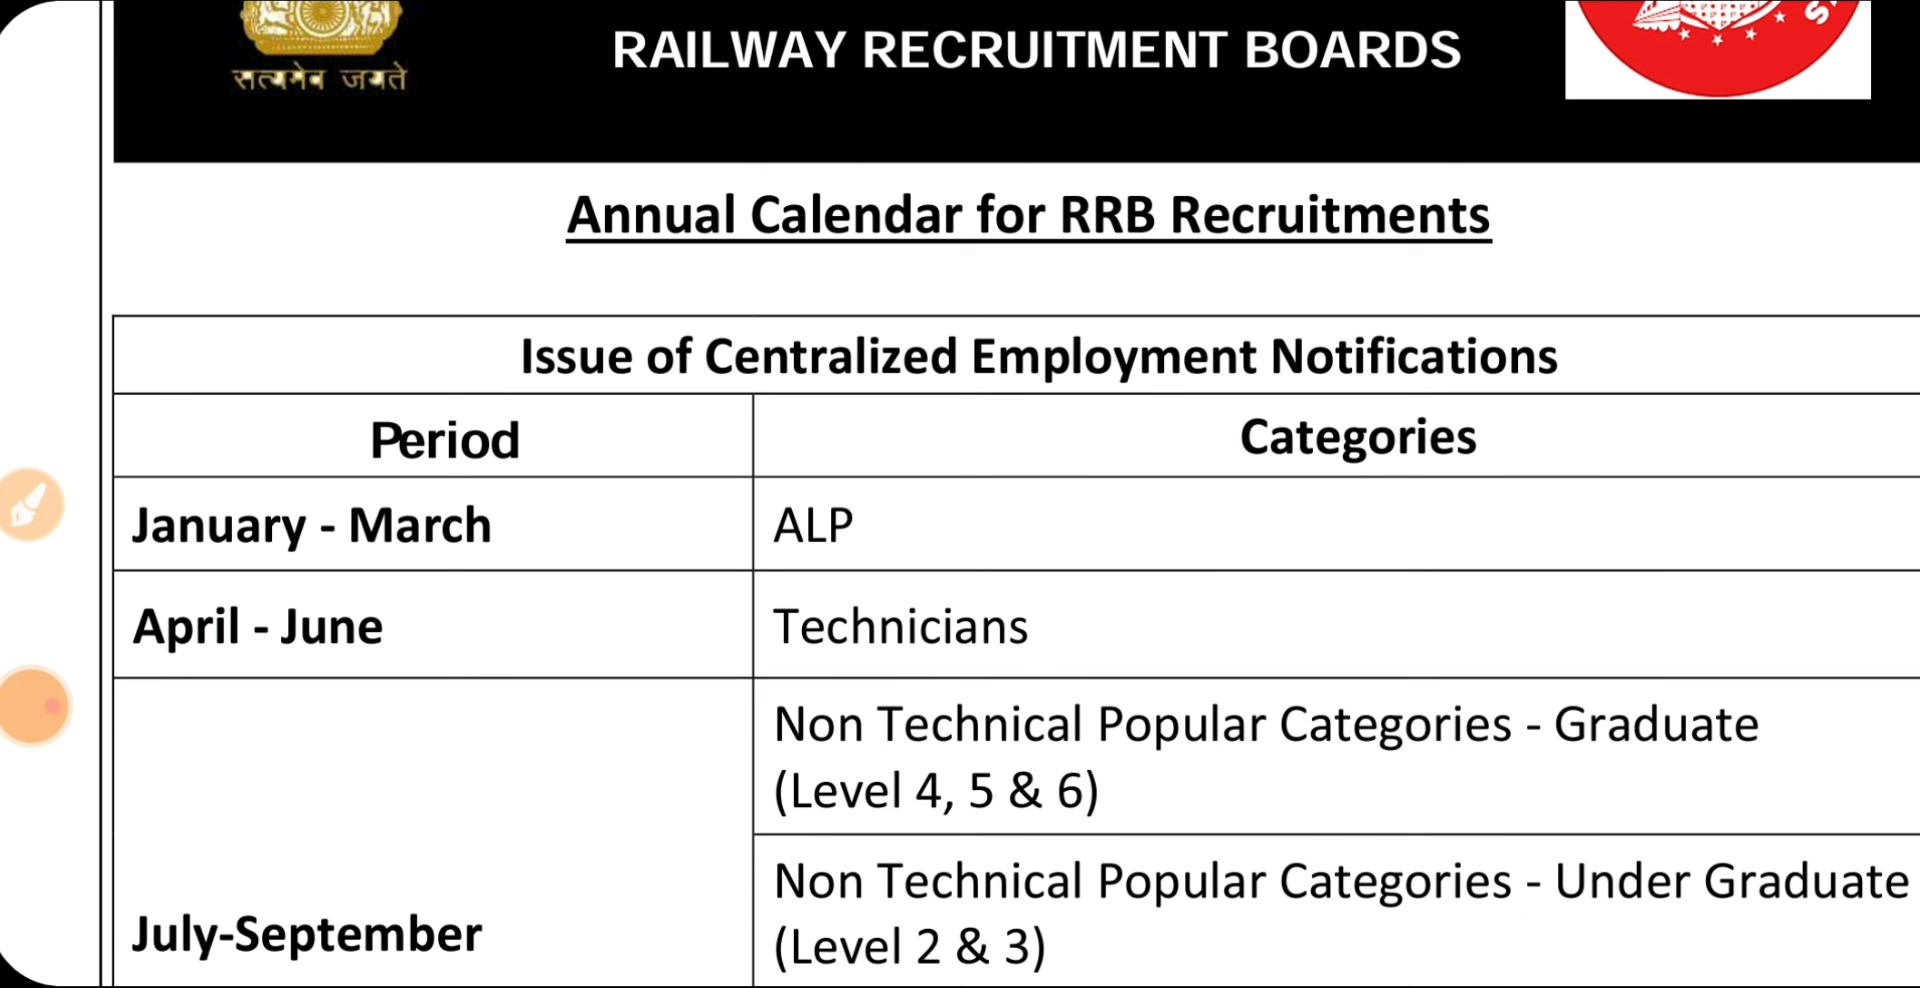 सत्यमेव जयते
RAILWAY RECRUITMENT BOARDS
S
Annual Calendar for RRB Recruitments
Issue of Centralized Employment Notifications
Period
Categories
January - March
ALP
April - June
Technicians
July-September
Non Technical Popular Categories - Graduate
(Level 4, 5 & 6)
Non Technical Popular Categories - Under Graduate
(Level 2 & 3)